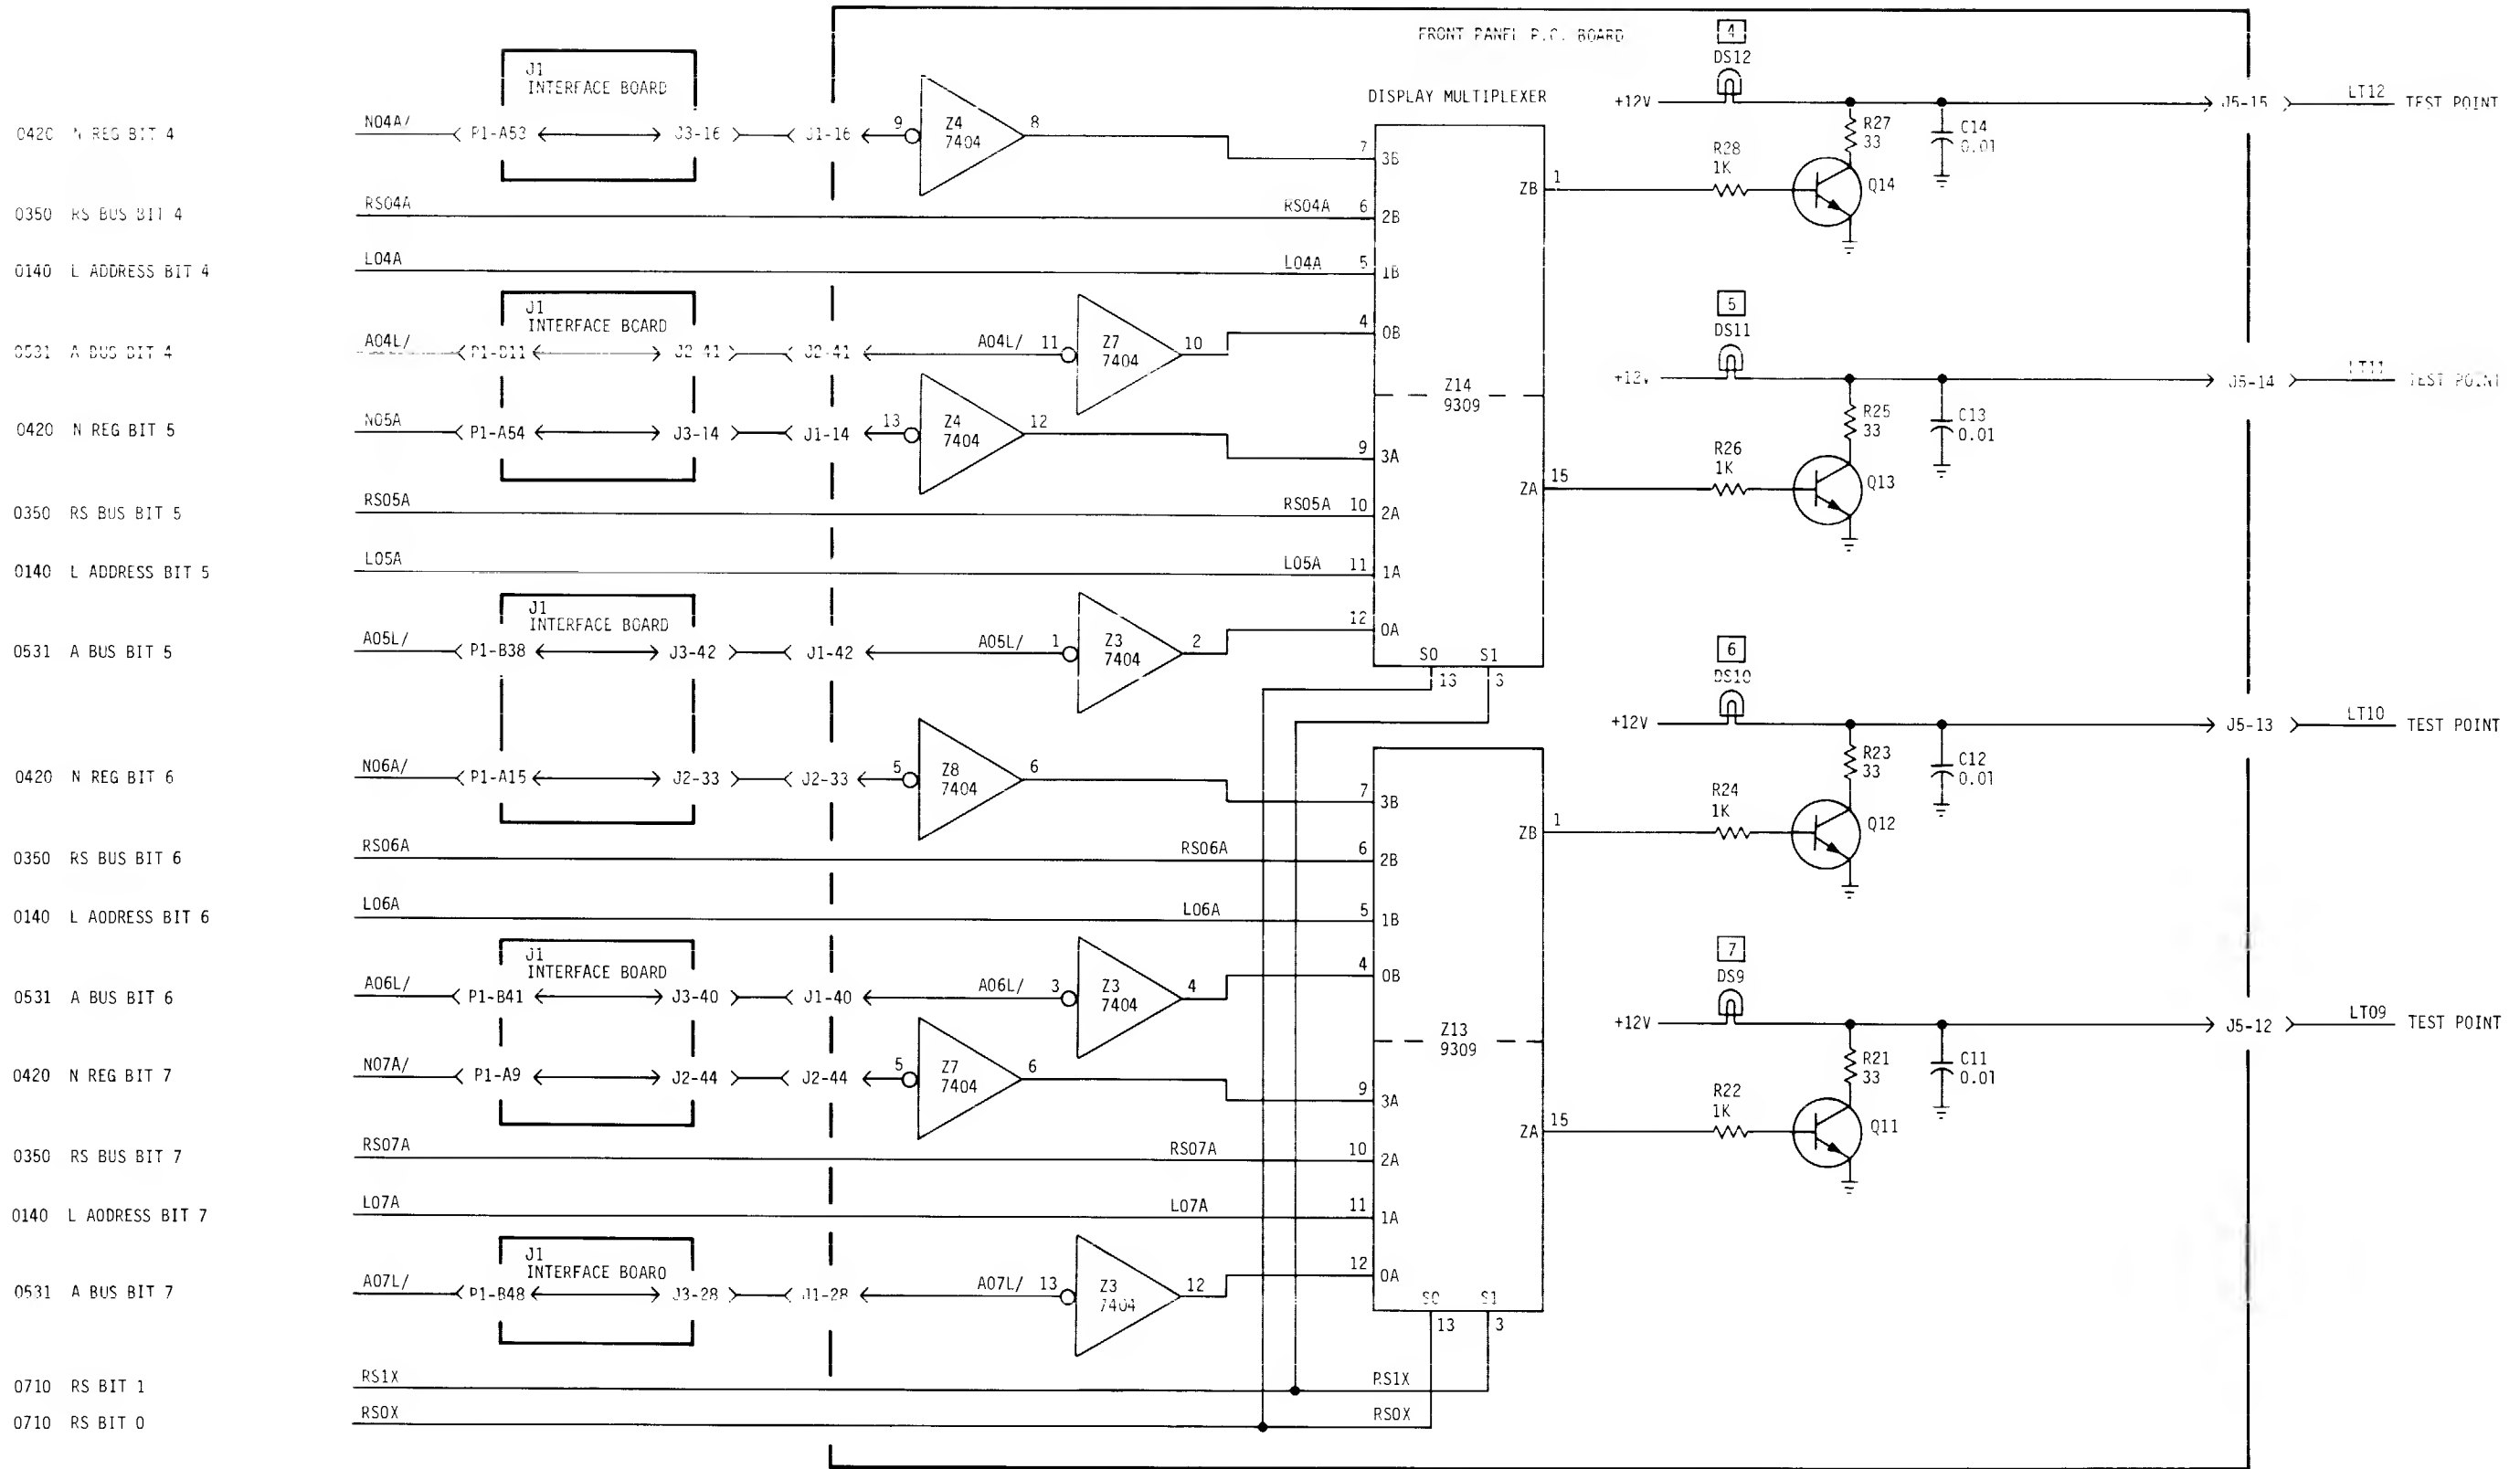 FRONT PANEL P.C. BOARD
4
DS12
J1
INTERFACE BOARD
DISPLAY MULTIPLEXER
+12V
J5-15
LT12
TEST POINT
0420 N REG BIT 4
N04A/
P1-A53
J3-16
J1-16
9
Z4
7404
8
7
3B
R27
33
C14
0.01
R28
1K
ZB
1
Q14
0350 RS BUS BIT 4
RS04A
RS04A
6
2B
0140 L ADDRESS BIT 4
L04A
L04A
5
1B
J1
INTERFACE BOARD
5
DS11
0531 A BUS BIT 4
A04L/
P1-B11
J2-41
J2-41
A04L/
11
Z7
7404
10
4
0B
+12V
J5-14
LT11
TEST POINT
Z14
9309
0420 N REG BIT 5
N05A
P1-A54
J3-14
J1-14
13
Z4
7404
12
9
3A
R25
33
C13
0.01
R26
1K
ZA
15
Q13
0350 RS BUS BIT 5
RS05A
RS05A
10
2A
0140 L ADDRESS BIT 5
L05A
L05A
11
1A
J1
INTERFACE BOARD
0531 A BUS BIT 5
A05L/
P1-B38
J3-42
J1-42
A05L/
1
Z3
7404
2
12
0A
S0
S1
13
3
6
DS10
+12V
J5-13
LT10
TEST POINT
0420 N REG BIT 6
N06A/
P1-A15
J2-33
J2-33
5
Z8
7404
6
7
3B
R23
33
C12
0.01
R24
1K
ZB
1
Q12
0350 RS BUS BIT 6
RS06A
RS06A
6
2B
0140 L AODRESS BIT 6
L06A
L06A
5
1B
J1
INTERFACE BOARD
7
DS9
0531 A BUS BIT 6
A06L/
P1-B41
J3-40
J1-40
A06L/
3
Z3
7404
4
4
0B
+12V
J5-12
LT09
TEST POINT
Z13
9309
0420 N REG BIT 7
N07A/
P1-A9
J2-44
J2-44
5
Z7
7404
6
9
3A
R21
33
C11
0.01
R22
1K
ZA
15
Q11
0350 RS BUS BIT 7
RS07A
RS07A
10
2A
0140 L AODRESS BIT 7
L07A
L07A
11
1A
J1
INTERFACE BOARO
0531 A BUS BIT 7
A07L/
P1-B48
J3-28
J1-28
A07L/
13
Z3
7404
12
12
0A
S0
S1
13
3
0710 RS BIT 1
RS1X
RS1X
0710 RS BIT 0
RS0X
RS0X